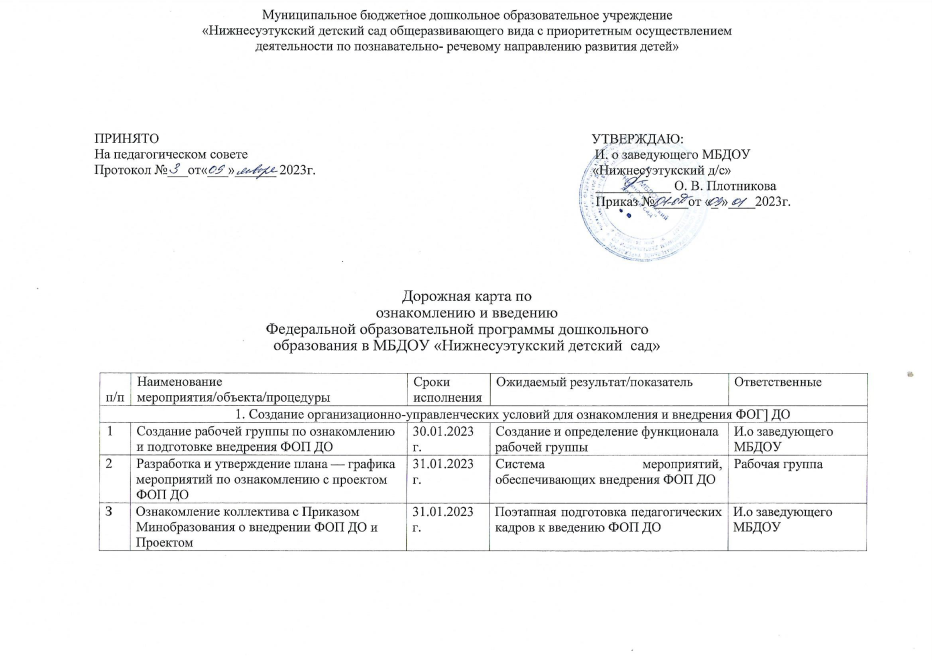 Муниципальное бюджетное дошкольное образовательное учреждение
«Нижнесуэтукский детский сад общеразвивающего вида с приоритетным осуществлением
деятельности по познавательно- речевому направлению развития детей»
ПРИНЯТО
На педагогическом совете
Протокол № 3 от«09 » января 2023г.
УТВЕРЖДАЮ:
И. о заведующего МБДОУ
«Нижнесуэтукский д/с»
____________ О. В. Плотникова
Приказ № от « 09 » 01 2023г.
Дорожная карта по
ознакомлению и введению
Федеральной образовательной программы дошкольного
образования в МБДОУ «Нижнесуэтукский детский сад»
п/п
Наименование
мероприятия/объекта/процедуры
Сроки
исполнения
Ожидаемый результат/показатель
Ответственные
1. Создание организационно-управленческих условий для ознакомления и внедрения ФОГ] ДО
1
Создание рабочей группы по ознакомлению
и подготовке внедрения ФОП ДО
30.01.2023
г.
Создание и определение функционала
рабочей группы
И.о заведующего
МБДОУ
2
Разработка и утверждение плана — графика
мероприятий по ознакомлению с проектом
ФОП ДО
31.01.2023
г.
Система мероприятий,
обеспечивающих внедрения ФОП ДО
Рабочая группа
3
Ознакомление коллектива с Приказом
Минобразования о внедрении ФОП ДО и
Проектом
31.01.2023
г.
Поэтапная подготовка педагогических
кадров к введению ФОП ДО
И.о заведующего
МБДОУ